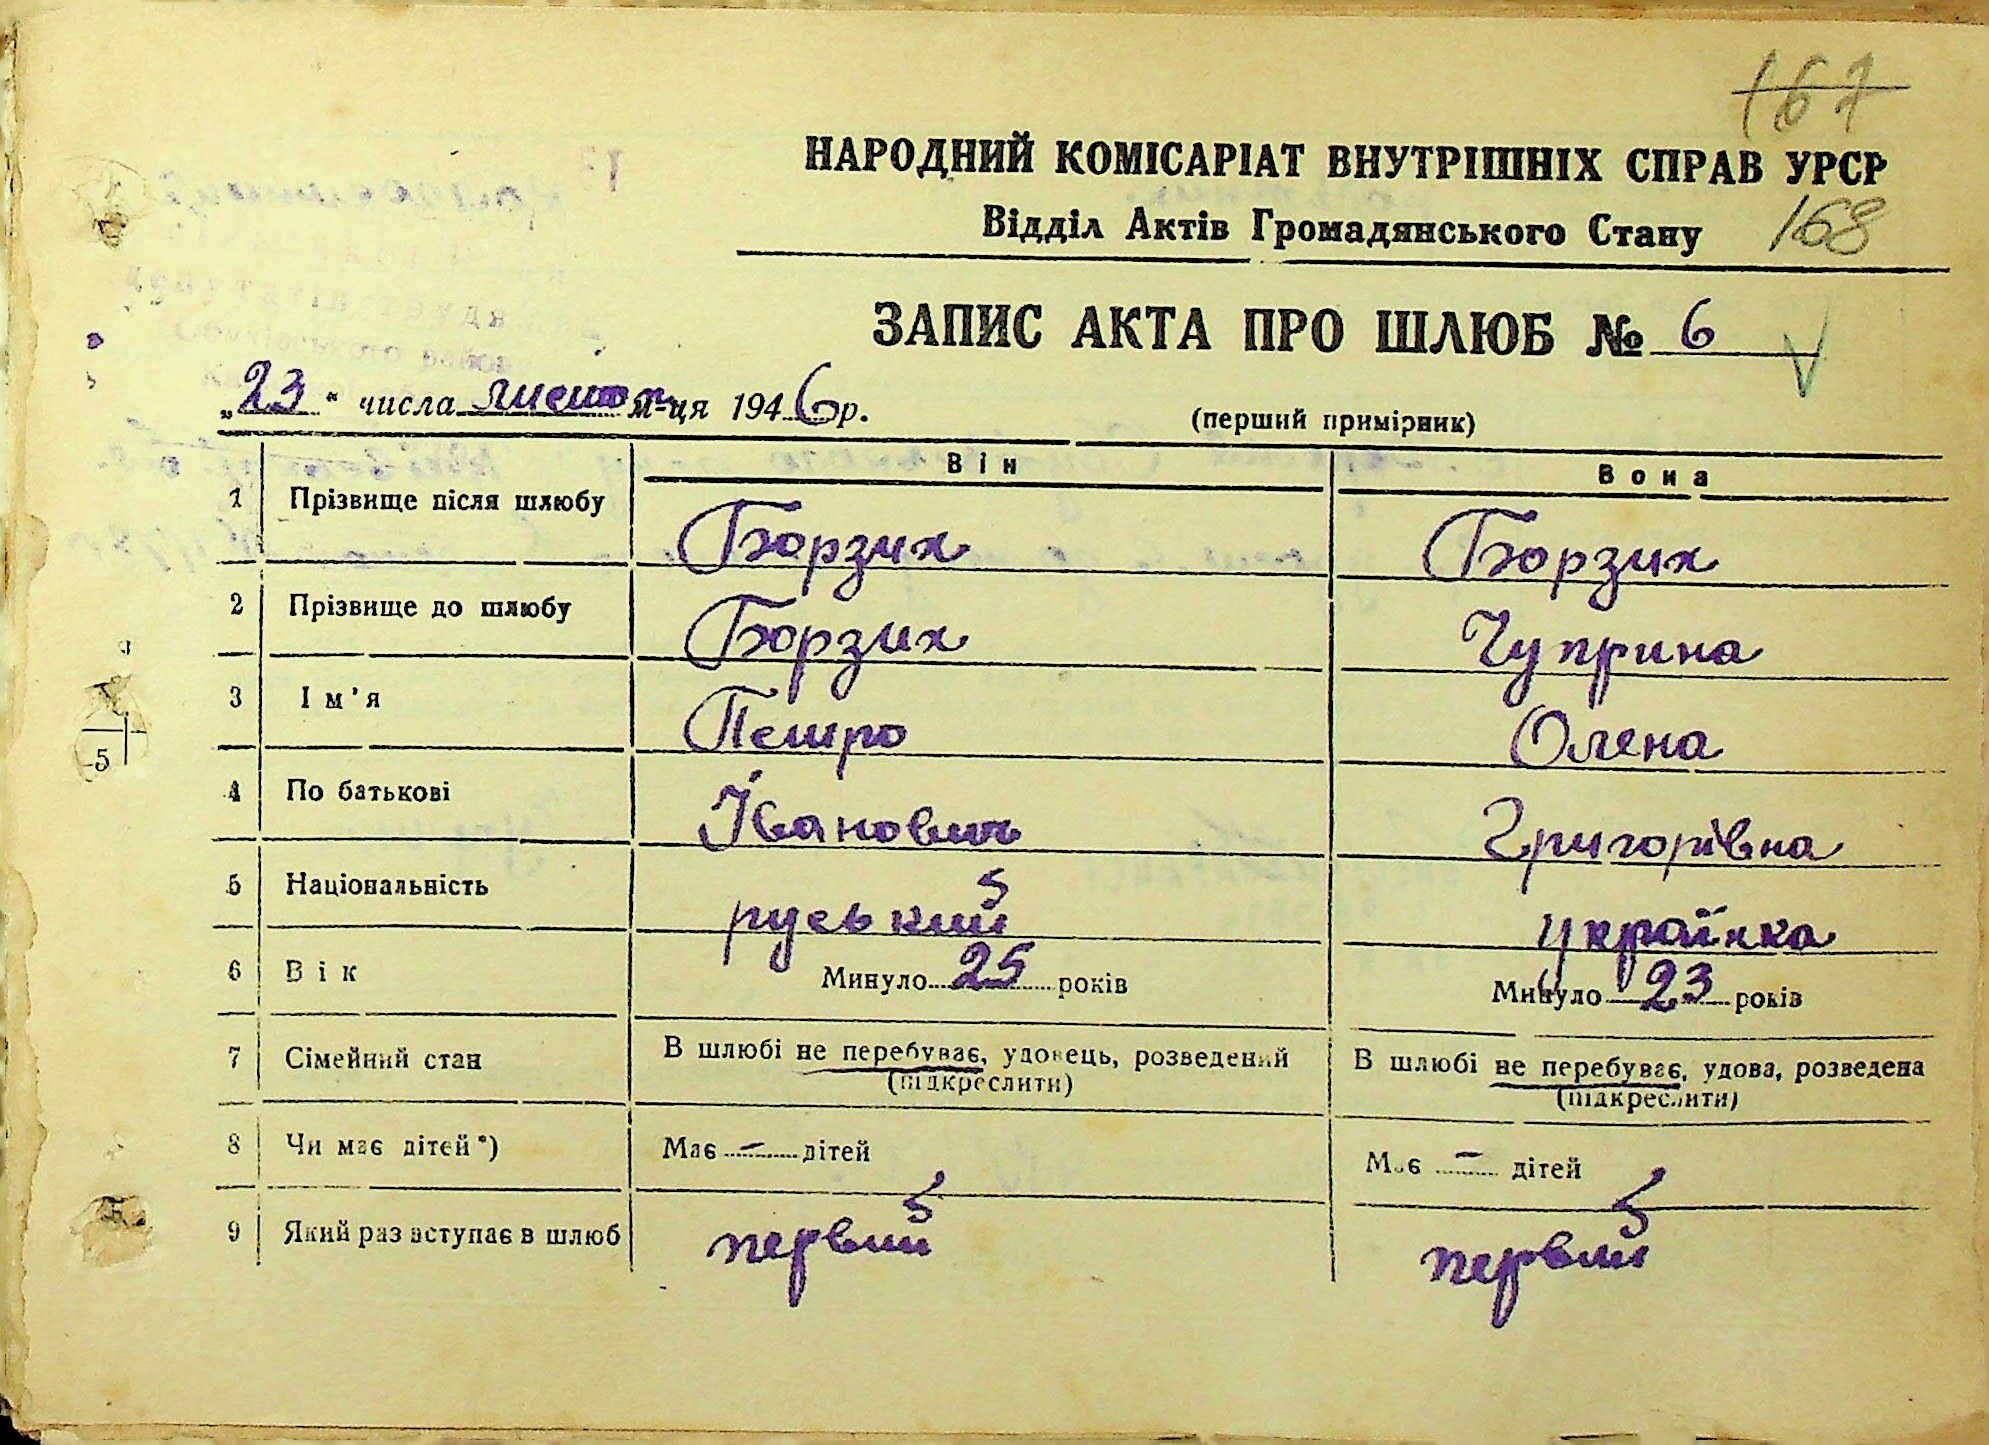 167
НАРОДНИЙ КОМІСАРІАТ ВНУТРІШНІХ СПРАВ УРСР
Відділ Актів Громадянського Стану 168
ЗАПИС АКТА ПРО ШЛЮБ № 6
„23“ числа листоп м-ця 1946 р.
(перший примірник)
Він Вона
1 Прізвище після шлюбу Борзих Борзих
2 Прізвище до шлюбу Борзих Чуприна
3 Ім'я Петро Олена
4 По батькові Іванович Григорівна
5 Національність руський українка
6 Вік Минуло 25 років Минуло 23 років
7 Сімейний стан В шлюбі не перебуває, удовець, розведений В шлюбі не перебуває, удова, розведена
(підкреслити) (підкреслити)
8 Чи має дітей*) Має - дітей Має - дітей
9 Який раз вступає в шлюб первий первий
5